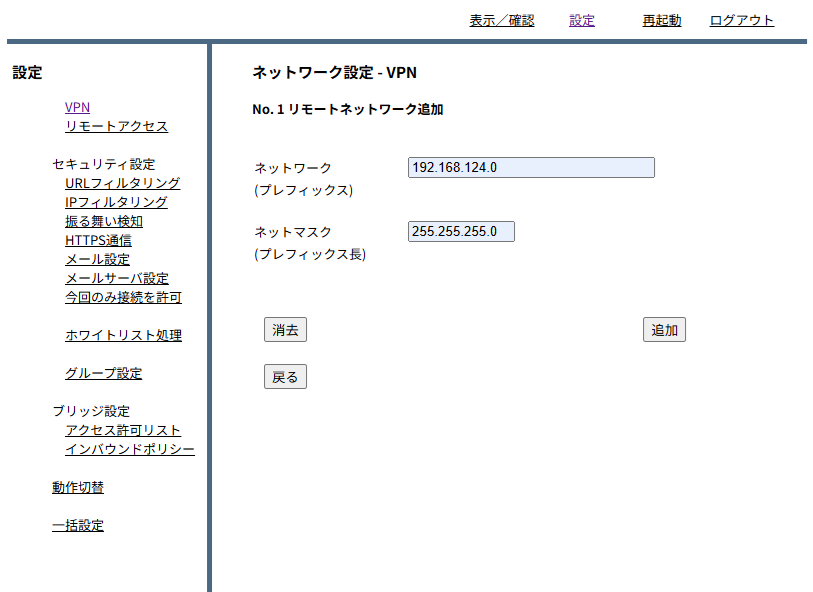 表示／確認 設定 再起動 ログアウト
設定
VPN
リモートアクセス
セキュリティ設定
URLフィルタリング
IPフィルタリング
振る舞い検知
HTTPS通信
メール設定
メールサーバ設定
今回のみ接続を許可
ホワイトリスト処理
グループ設定
ブリッジ設定
アクセス許可リスト
インバウンドポリシー
動作切替
一括設定
ネットワーク設定 - VPN
No. 1 リモートネットワーク追加
ネットワーク 192.168.124.0
(プレフィックス)
ネットマスク 255.255.255.0
(プレフィックス長)
消去 追加
戻る